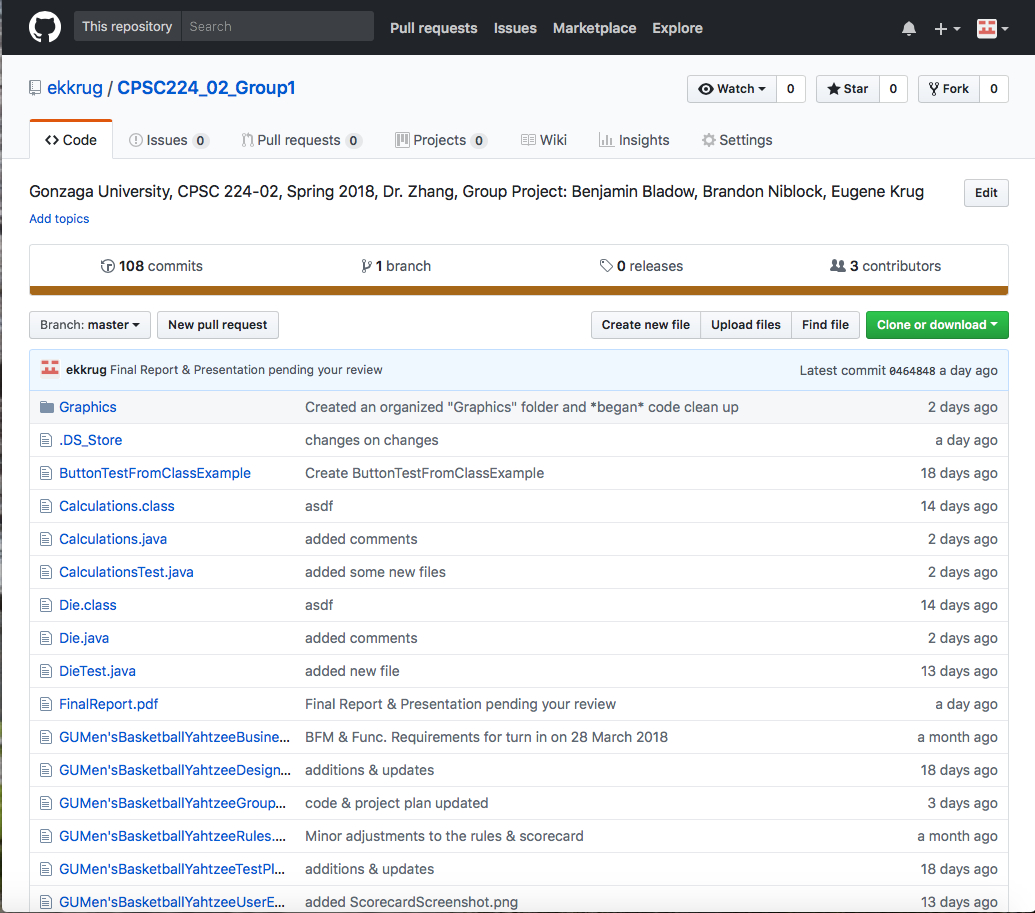 This repository Search Pull requests Issues Marketplace Explore
ekkrug / CPSC224_02_Group1 Watch 0 Star 0 Fork 0
Code Issues 0 Pull requests 0 Projects 0 Wiki Insights Settings
Gonzaga University, CPSC 224-02, Spring 2018, Dr. Zhang, Group Project: Benjamin Bladow, Brandon Niblock, Eugene Krug Edit
Add topics
108 commits 1 branch 0 releases 3 contributors
Branch: master New pull request Create new file Upload files Find file Clone or download
ekkrug Final Report & Presentation pending your review Latest commit 0464848 a day ago
Graphics Created an organized "Graphics" folder and *began* code clean up 2 days ago
.DS_Store changes on changes a day ago
ButtonTestFromClassExample Create ButtonTestFromClassExample 18 days ago
Calculations.class asdf 14 days ago
Calculations.java added comments 2 days ago
CalculationsTest.java added some new files 2 days ago
Die.class asdf 14 days ago
Die.java added comments 2 days ago
DieTest.java added new file 13 days ago
FinalReport.pdf Final Report & Presentation pending your review a day ago
GUMen'sBasketballYahtzeeBusine... BFM & Func. Requirements for turn in on 28 March 2018 a month ago
GUMen'sBasketballYahtzeeDesign... additions & updates 18 days ago
GUMen'sBasketballYahtzeeGroup... code & project plan updated 3 days ago
GUMen'sBasketballYahtzeeRules.... Minor adjustments to the rules & scorecard a month ago
GUMen'sBasketballYahtzeeTestPl... additions & updates 18 days ago
GUMen'sBasketballYahtzeeUserE... added ScorecardScreenshot.png 13 days ago